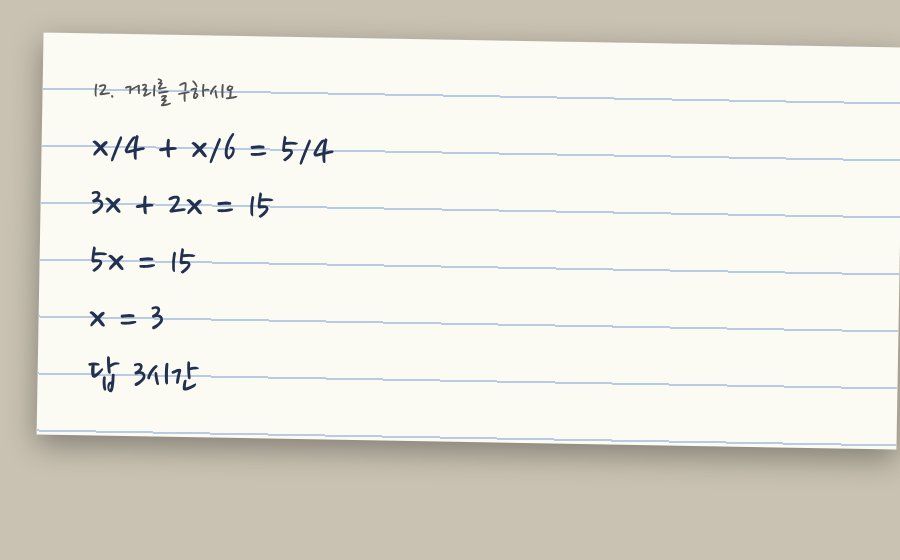 12. 거리를 구하시오
x/4 + x/6 = 5/4
3x + 2x = 15
5x = 15
x = 3
답 3시간